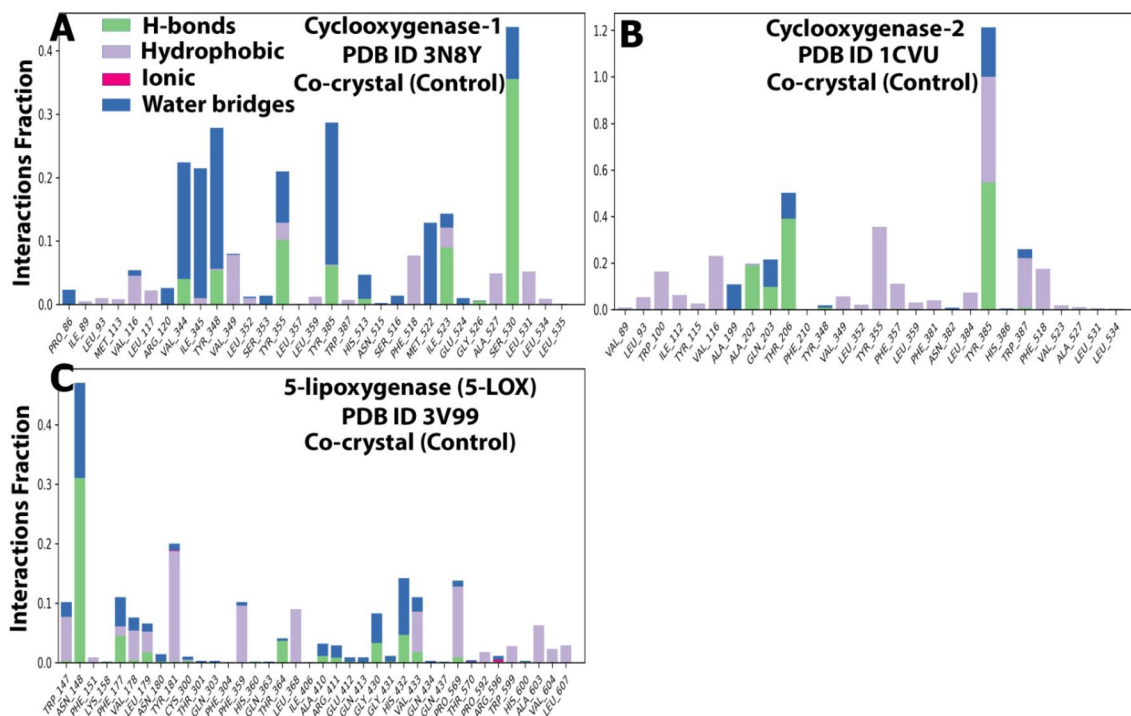 A
H-bonds
Hydrophobic
Ionic
Water bridges
Cyclooxygenase-1
PDB ID 3N8Y
Co-crystal (Control)
Interactions Fraction
0.4
0.3
0.2
0.1
0.0
PRO_86
ILE_89
LEU_93
MET_113
VAL_116
LEU_117
ARG_120
VAL_344
ILE_345
TYR_348
VAL_349
LEU_352
SER_353
TYR_355
LEU_357
LEU_359
TYR_385
TRP_387
HIS_513
ASN_515
SER_516
PHE_518
MET_522
ILE_523
GLU_524
GLY_526
ALA_527
SER_530
LEU_531
LEU_534
LEU_535
B
Cyclooxygenase-2
PDB ID 1CVU
Co-crystal (Control)
1.2
1.0
0.8
0.6
0.4
0.2
0.0
VAL_89
LEU_93
TRP_100
ILE_112
TYR_115
VAL_116
ALA_199
ALA_202
GLN_203
THR_206
PHE_210
TYR_348
VAL_349
LEU_352
TYR_355
PHE_357
LEU_359
PHE_381
ASN_382
LEU_384
TYR_385
HIS_386
TRP_387
PHE_518
VAL_523
ALA_527
LEU_531
LEU_534
C
5-lipoxygenase (5-LOX)
PDB ID 3V99
Co-crystal (Control)
Interactions Fraction
0.4
0.3
0.2
0.1
0.0
TRP_147
ASN_148
PHE_151
LYS_158
PHE_177
VAL_178
LEU_179
ASN_180
TYR_181
CYS_300
THR_301
GLN_303
PHE_304
PHE_359
HIS_360
GLN_363
THR_364
LEU_368
ILE_406
ALA_410
ARG_411
GLU_412
GLN_413
GLY_430
GLY_431
HIS_432
VAL_433
GLN_434
GLN_437
PRO_569
THR_570
PRO_592
ARG_596
TRP_599
HIS_600
ALA_603
VAL_604
LEU_607